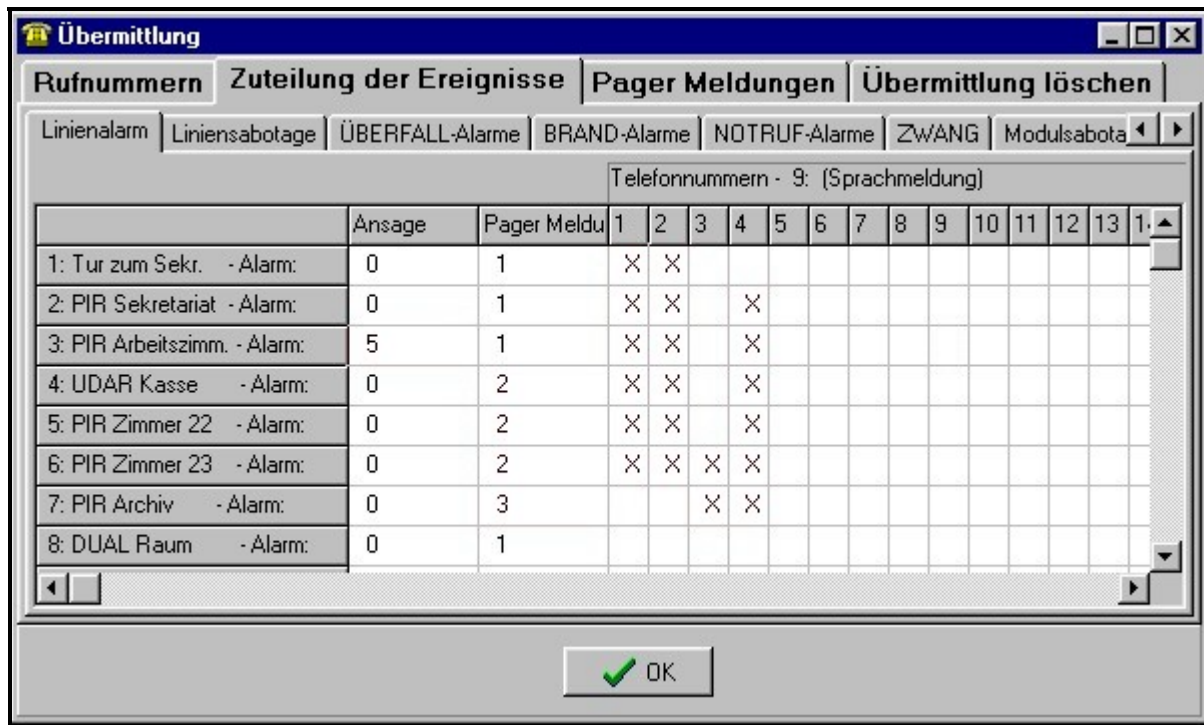 Übermittlung
Rufnummern Zuteilung der Ereignisse Pager Meldungen Übermittlung löschen
Linienalarm Liniensabotage ÜBERFALL-Alarme BRAND-Alarme NOTRUF-Alarme ZWANG Modulsabota
Telefonnummern - 9: (Sprachmeldung)
Ansage Pager Meldu 1 2 3 4 5 6 7 8 9 10 11 12 13
1: Tur zum Sekr. - Alarm: 0 1 X X
2: PIR Sekretariat - Alarm: 0 1 X X X
3: PIR Arbeitszimm. - Alarm: 5 1 X X X
4: UDAR Kasse - Alarm: 0 2 X X X
5: PIR Zimmer 22 - Alarm: 0 2 X X X
6: PIR Zimmer 23 - Alarm: 0 2 X X X X
7: PIR Archiv - Alarm: 0 3 X X
8: DUAL Raum - Alarm: 0 1
OK